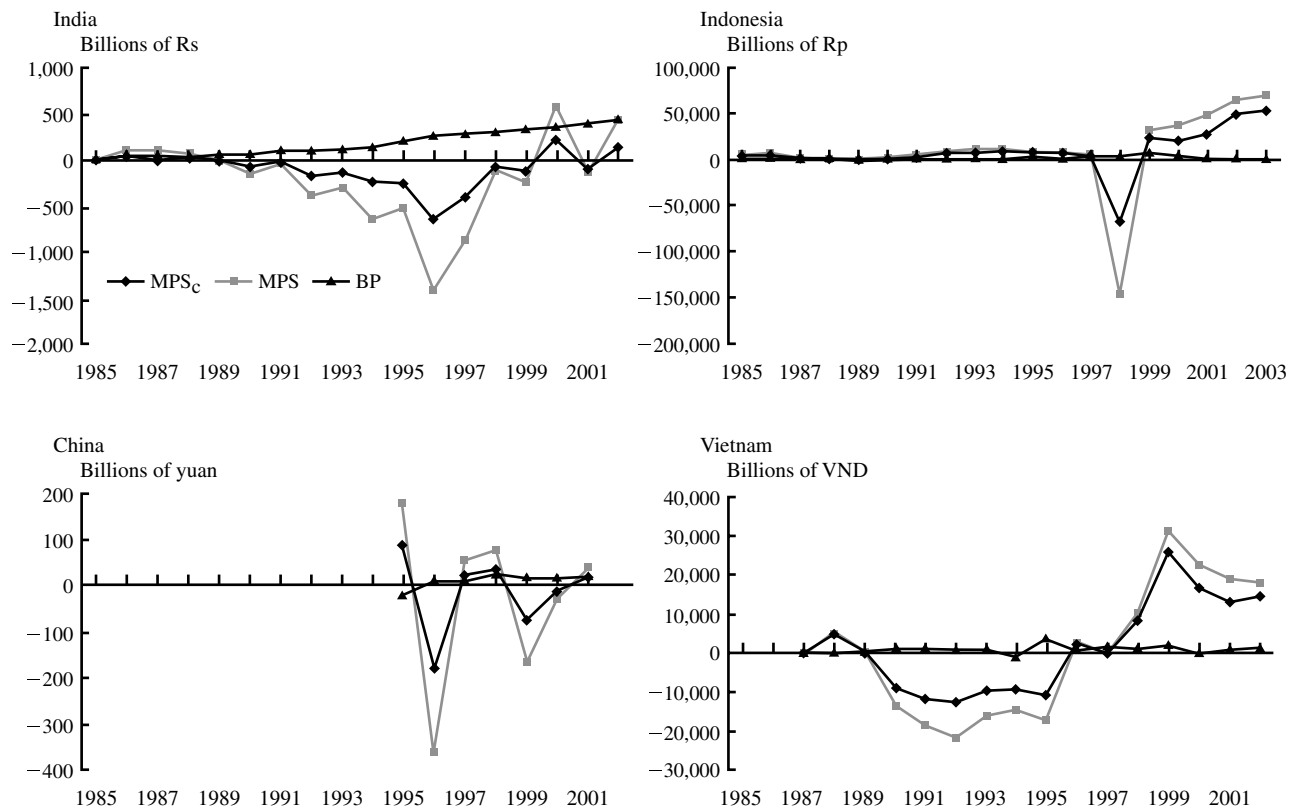 India
Billions of Rs
1,000
500
0
−500
−1,000
−1,500
−2,000
MPSc MPS BP
1985 1987 1989 1991 1993 1995 1997 1999 2001
Indonesia
Billions of Rp
100,000
50,000
0
−50,000
−100,000
−150,000
−200,000
1985 1987 1989 1991 1993 1995 1997 1999 2001 2003
China
Billions of yuan
200
100
0
−100
−200
−300
−400
1985 1987 1989 1991 1993 1995 1997 1999 2001
Vietnam
Billions of VND
40,000
30,000
20,000
10,000
0
−10,000
−20,000
−30,000
1985 1987 1989 1991 1993 1995 1997 1999 2001